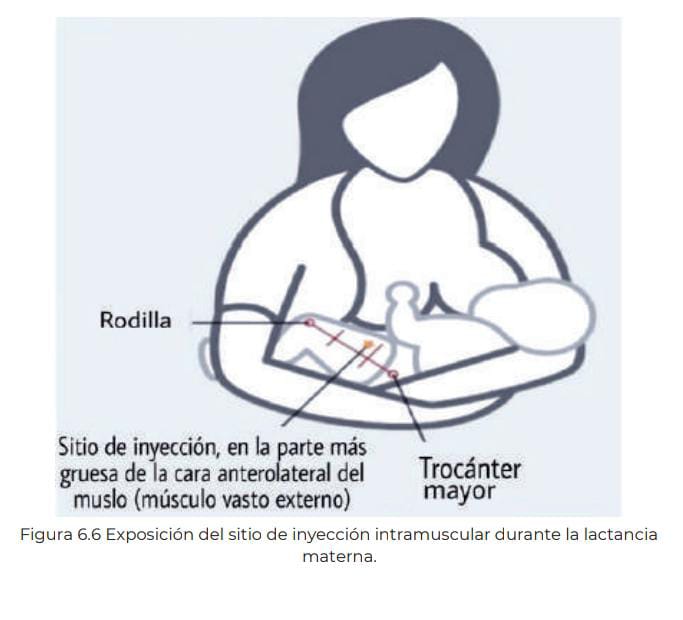 Rodilla
Sitio de inyección, en la parte más
gruesa de la cara anterolateral del
muslo (músculo vasto externo)
Trocánter
mayor
Figura 6.6 Exposición del sitio de inyección intramuscular durante la lactancia
materna.